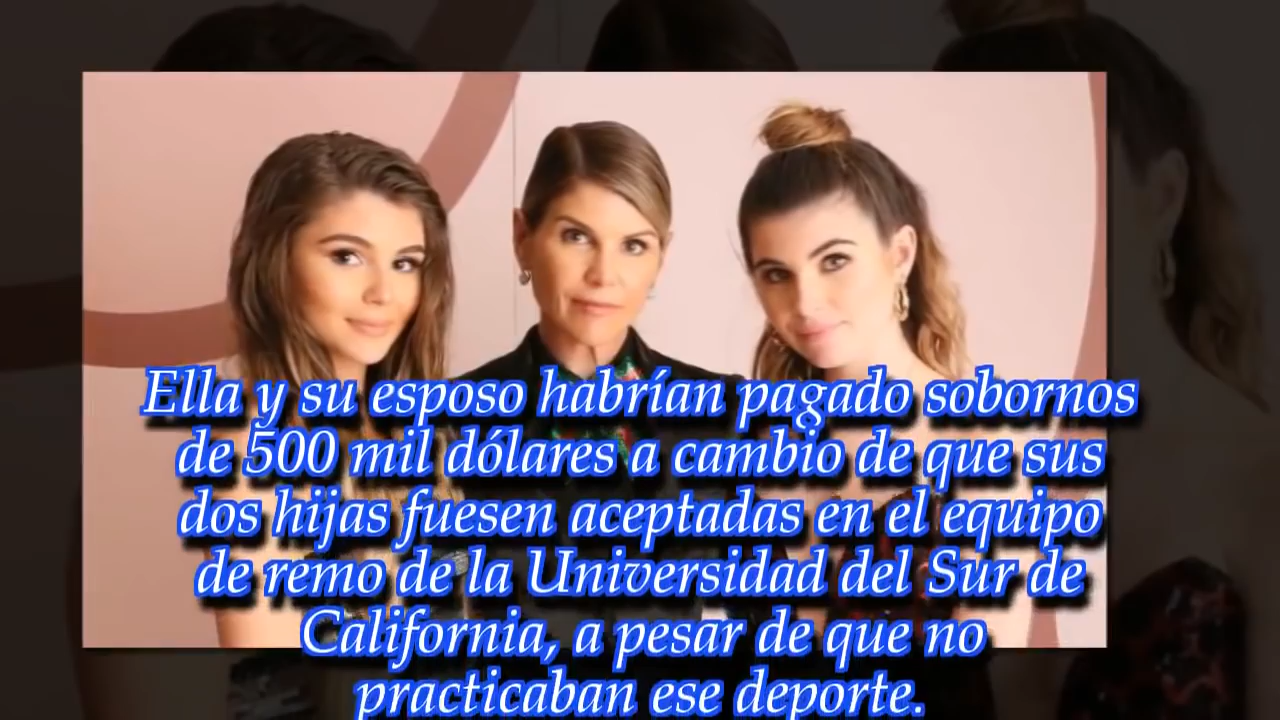 Ella y su esposo habrían pagado sobornos
de 500 mil dólares a cambio de que sus
dos hijas fuesen aceptadas en el equipo
de remo de la Universidad del Sur de
California, a pesar de que no
practicaban ese deporte.